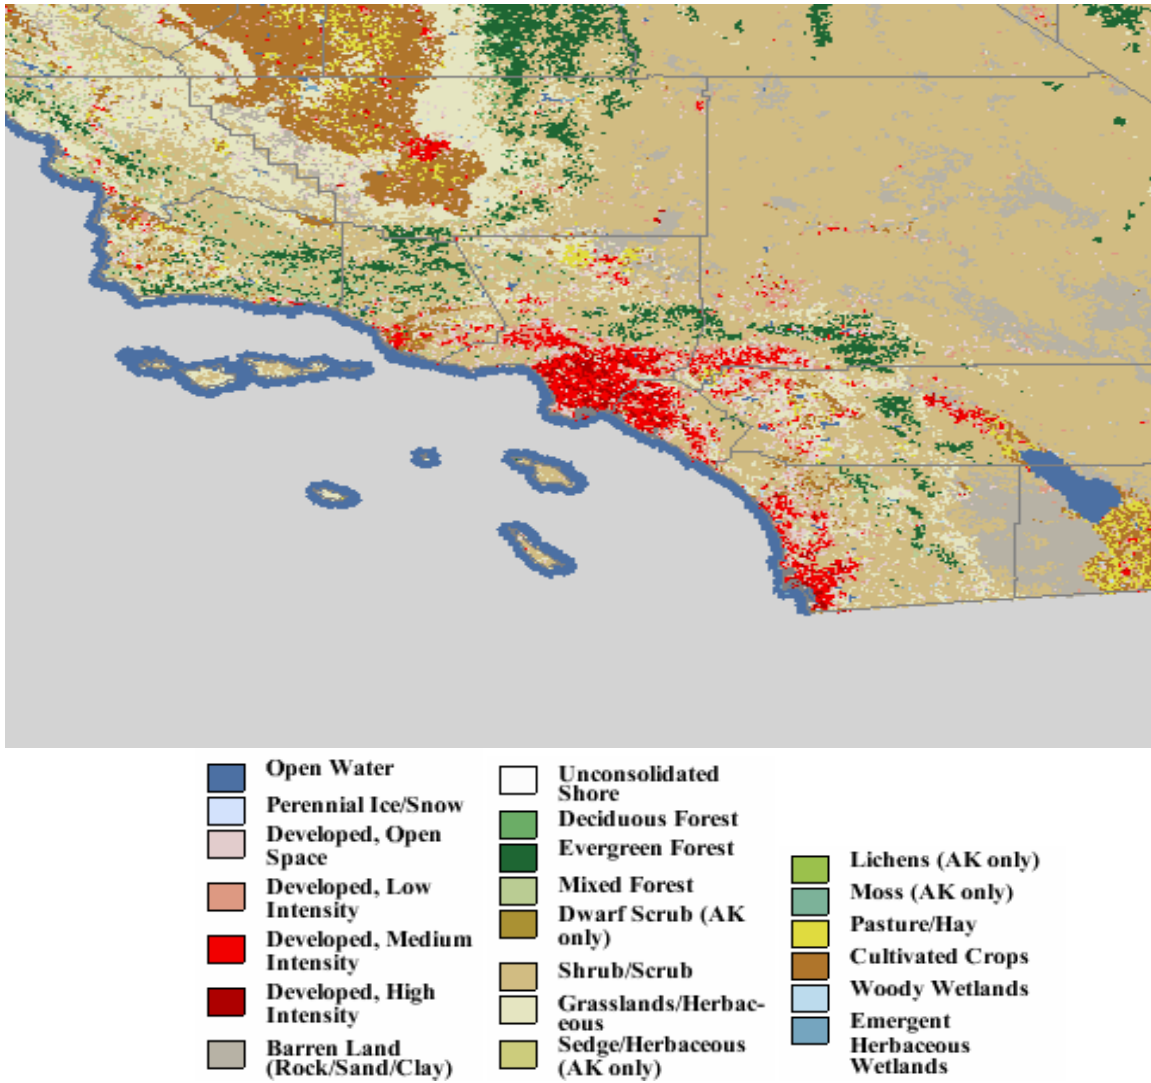 Open Water
Perennial Ice/Snow
Developed, Open
Space
Developed, Low
Intensity
Developed, Medium
Intensity
Developed, High
Intensity
Barren Land
(Rock/Sand/Clay)
Unconsolidated
Shore
Deciduous Forest
Evergreen Forest
Mixed Forest
Dwarf Scrub (AK
only)
Shrub/Scrub
Grasslands/Herbac-
eous
Sedge/Herbaceous
(AK only)
Lichens (AK only)
Moss (AK only)
Pasture/Hay
Cultivated Crops
Woody Wetlands
Emergent
Herbaceous
Wetlands